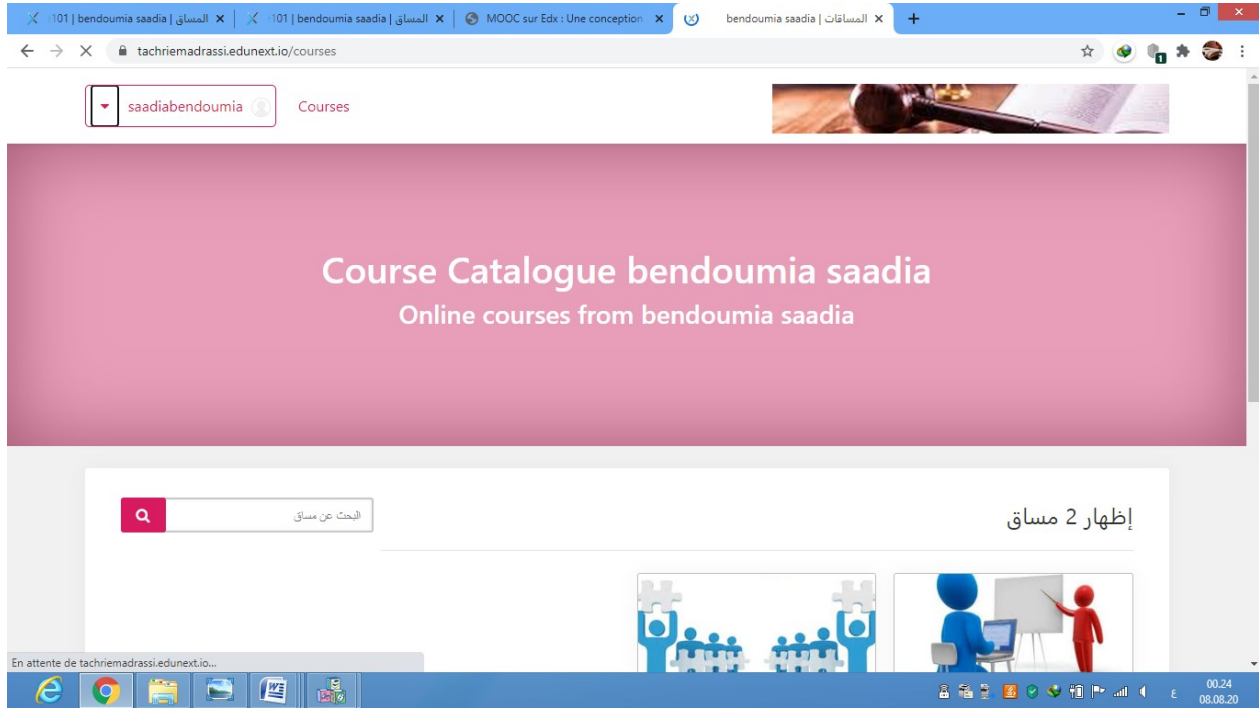 101 | bendoumia saadia | المساق
101 | bendoumia saadia | المساق
MOOC sur Edx : Une conception
bendoumia saadia | المساقات
tachriemadrassi.edunext.io/courses
saadiabendoumia
Courses
Course Catalogue bendoumia saadia
Online courses from bendoumia saadia
إظهار 2 مساق
البحث عن مساق
En attente de tachriemadrassi.edunext.io...
ع
00.24
08.08.20